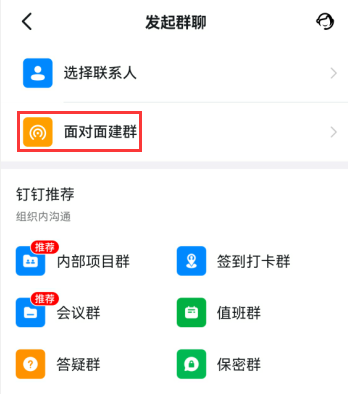 发起群聊
选择联系人
面对面建群
钉钉推荐
组织内沟通
推荐
内部项目群
签到打卡群
推荐
会议群
值班群
答疑群
保密群